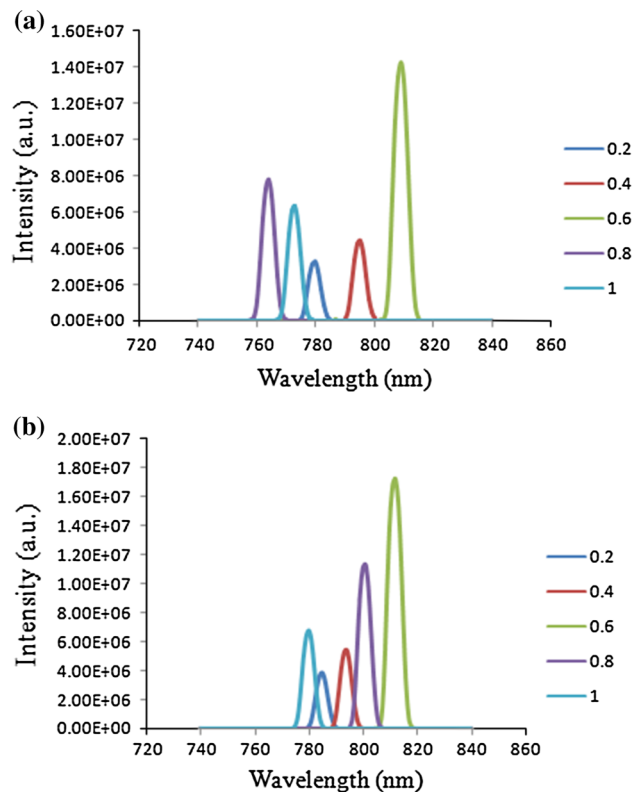 (a)
1.60E+07
1.40E+07
1.20E+07
1.00E+07
8.00E+06
6.00E+06
4.00E+06
2.00E+06
0.00E+00
Intensity (a.u.)
720 740 760 780 800 820 840 860
Wavelength (nm)
0.2
0.4
0.6
0.8
1
(b)
2.00E+07
1.80E+07
1.60E+07
1.40E+07
1.20E+07
1.00E+07
8.00E+06
6.00E+06
4.00E+06
2.00E+06
0.00E+00
Intensity (a.u.)
720 740 760 780 800 820 840 860
Wavelength (nm)
0.2
0.4
0.6
0.8
1